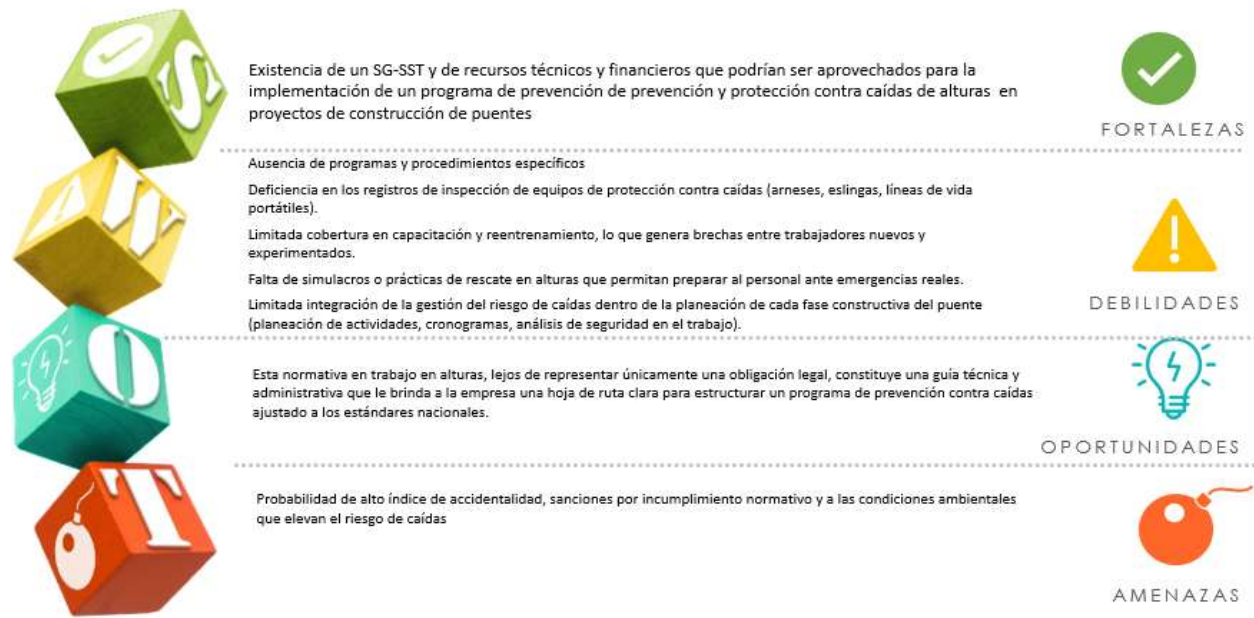 S
Existencia de un SG-SST y de recursos técnicos y financieros que podrían ser aprovechados para la
implementación de un programa de prevención de prevención y protección contra caídas de alturas en
proyectos de construcción de puentes
FORTALEZAS
W
Ausencia de programas y procedimientos específicos
Deficiencia en los registros de inspección de equipos de protección contra caídas (arneses, eslingas, líneas de vida
portátiles).
Limitada cobertura en capacitación y reentrenamiento, lo que genera brechas entre trabajadores nuevos y
experimentados.
Falta de simulacros o prácticas de rescate en alturas que permitan preparar al personal ante emergencias reales.
Limitada integración de la gestión del riesgo de caídas dentro de la planeación de cada fase constructiva del puente
(planeación de actividades, cronogramas, análisis de seguridad en el trabajo).
DEBILIDADES
O
Esta normativa en trabajo en alturas, lejos de representar únicamente una obligación legal, constituye una guía técnica y
administrativa que le brinda a la empresa una hoja de ruta clara para estructurar un programa de prevención contra caídas
ajustado a los estándares nacionales.
OPORTUNIDADES
T
Probabilidad de alto índice de accidentalidad, sanciones por incumplimiento normativo y a las condiciones ambientales
que elevan el riesgo de caídas
AMENAZAS